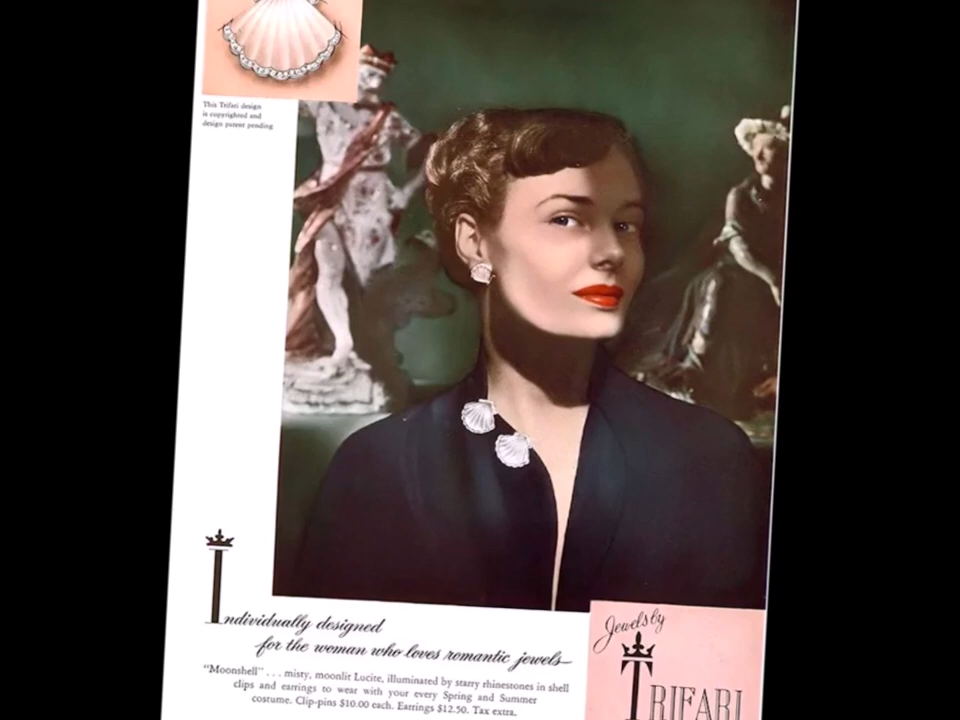 This Trifari design
is copyrighted and
design patent pending
Individually designed
for the woman who loves romantic jewels—
"Moonshell" . . . misty, moonlit Lucite, illuminated by starry rhinestones in shell
clips and earrings to wear with your every Spring and Summer
costume. Clip-pins $10.00 each. Earrings $12.50. Tax extra.
Jewels by
TRIFARI